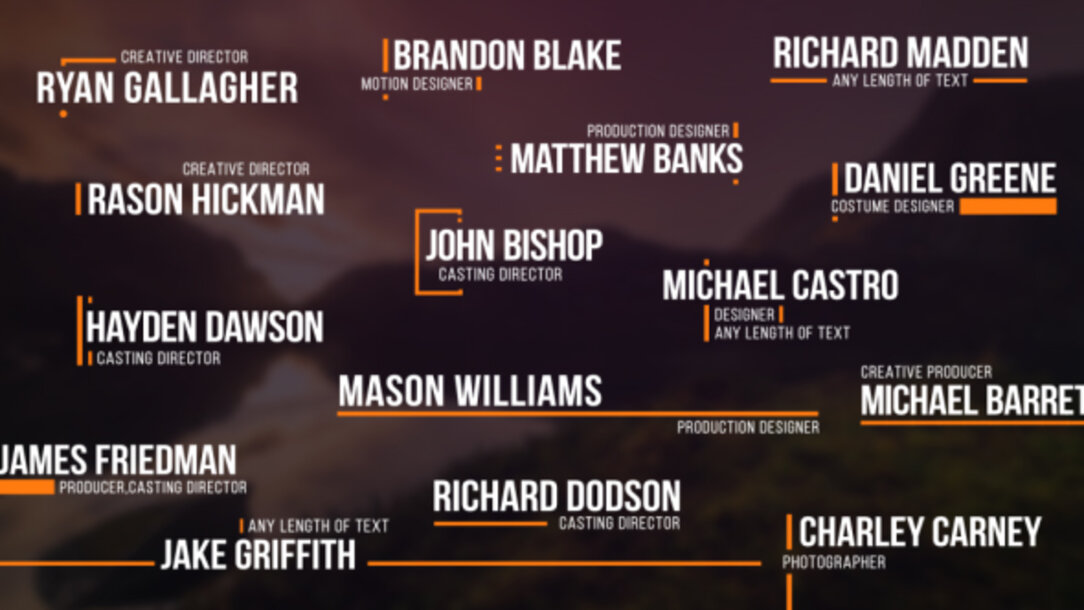 CREATIVE DIRECTOR
RYAN GALLAGHER
BRANDON BLAKE
MOTION DESIGNER
RICHARD MADDEN
ANY LENGTH OF TEXT
PRODUCTION DESIGNER
MATTHEW BANKS
CREATIVE DIRECTOR
RASON HICKMAN
DANIEL GREENE
COSTUME DESIGNER
JOHN BISHOP
CASTING DIRECTOR
MICHAEL CASTRO
DESIGNER
ANY LENGTH OF TEXT
HAYDEN DAWSON
CASTING DIRECTOR
MASON WILLIAMS
PRODUCTION DESIGNER
CREATIVE PRODUCER
MICHAEL BARRET
JAMES FRIEDMAN
PRODUCER,CASTING DIRECTOR
RICHARD DODSON
CASTING DIRECTOR
ANY LENGTH OF TEXT
JAKE GRIFFITH
CHARLEY CARNEY
PHOTOGRAPHER